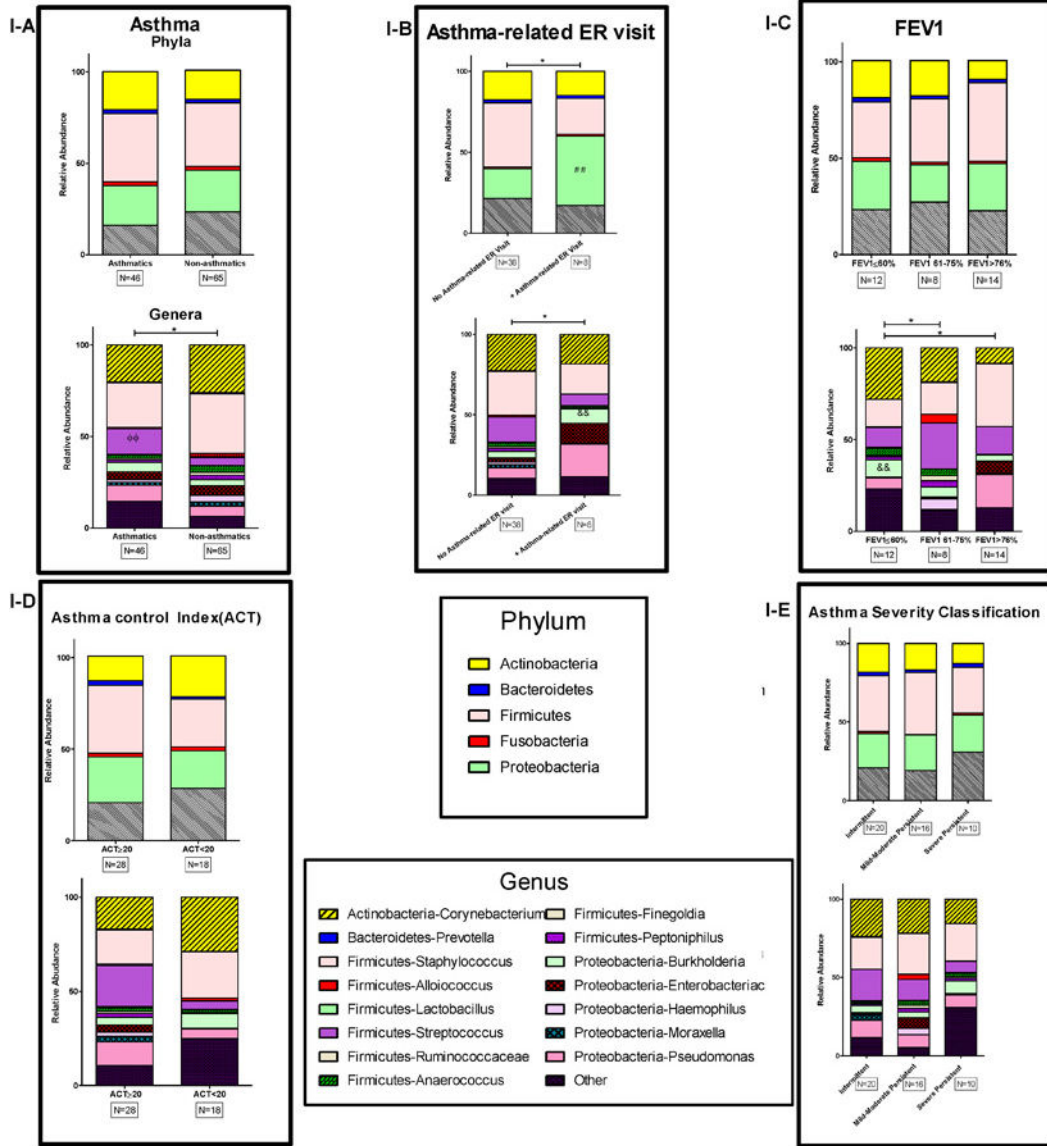 I-A
Asthma
Phyla
100
50
0
Relative Abundance
Asthmatics
Non-asthmatics
N=46
N=65
Genera
*
100
50
0
Relative Abundance
ϕϕ
Asthmatics
Non-asthmatics
N=46
N=65
I-B
Asthma-related ER visit
*
100
50
0
Relative Abundance
##
No Asthma-related ER Visit
+ Asthma-related ER Visit
N=38
N=8
*
100
50
0
Relative Abundance
&&
No Asthma-related ER visit
+ Asthma-related ER visit
N=38
I-C
FEV1
100
50
0
Relative Abundance
FEV1≤60%
FEV1 61-75%
FEV1>76%
N=12
N=8
N=14
*
*
100
50
0
Relative Abundance
&&
FEV1≤60%
FEV1 61-75%
FEV1>76%
N=12
N=8
N=14
I-D
Asthma control Index(ACT)
100
50
0
Relative Abundance
ACT≥20
ACT<20
N=28
N=18
100
50
0
Relative Abudance
ACT≥20
ACT<20
N=28
N=18
Phylum
Actinobacteria
Bacteroidetes
Firmicutes
Fusobacteria
Proteobacteria
Genus
Actinobacteria-Corynebacterium
Bacteroidetes-Prevotella
Firmicutes-Staphylococcus
Firmicutes-Alloiococcus
Firmicutes-Lactobacillus
Firmicutes-Streptococcus
Firmicutes-Ruminococcaceae
Firmicutes-Anaerococcus
Firmicutes-Finegoldia
Firmicutes-Peptoniphilus
Proteobacteria-Burkholderia
Proteobacteria-Enterobacteriac
Proteobacteria-Haemophilus
Proteobacteria-Moraxella
Proteobacteria-Pseudomonas
Other
I-E
Asthma Severity Classification
100
50
0
Relative Abundance
Intermittent
Mild-Moderate Persistent
Severe Persistent
N=20
N=16
N=10
100
50
0
Relative Abundance
Intermittent
Mild-Moderate Persistent
Severe Persistent
N=20
N=16
N=10